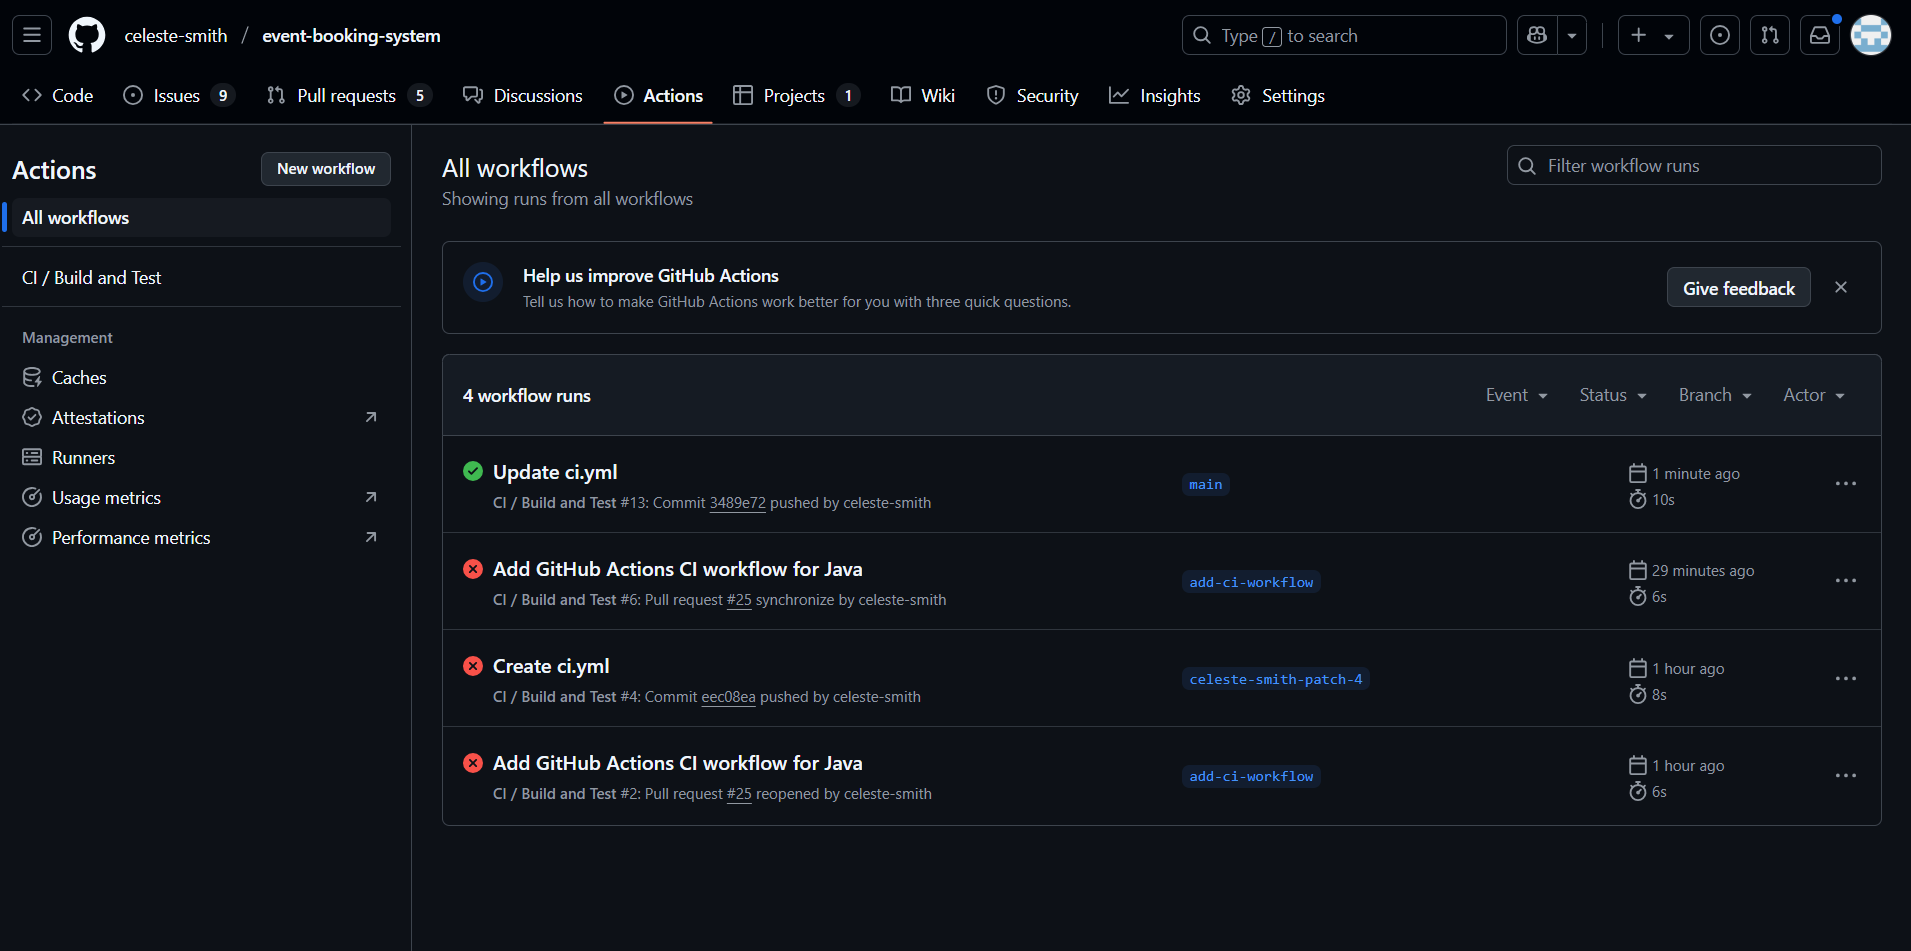 celeste-smith / event-booking-system
Type / to search
Code
Issues 9
Pull requests 5
Discussions
Actions
Projects 1
Wiki
Security
Insights
Settings
Actions
New workflow
All workflows
CI / Build and Test
Management
Caches
Attestations
Runners
Usage metrics
Performance metrics
All workflows
Showing runs from all workflows
Filter workflow runs
Help us improve GitHub Actions
Tell us how to make GitHub Actions work better for you with three quick questions.
Give feedback
4 workflow runs
Event
Status
Branch
Actor
Update ci.yml
CI / Build and Test #13: Commit 3489e72 pushed by celeste-smith
main
1 minute ago
10s
Add GitHub Actions CI workflow for Java
CI / Build and Test #6: Pull request #25 synchronize by celeste-smith
add-ci-workflow
29 minutes ago
6s
Create ci.yml
CI / Build and Test #4: Commit eec08ea pushed by celeste-smith
celeste-smith-patch-4
1 hour ago
8s
Add GitHub Actions CI workflow for Java
CI / Build and Test #2: Pull request #25 reopened by celeste-smith
add-ci-workflow
1 hour ago
6s